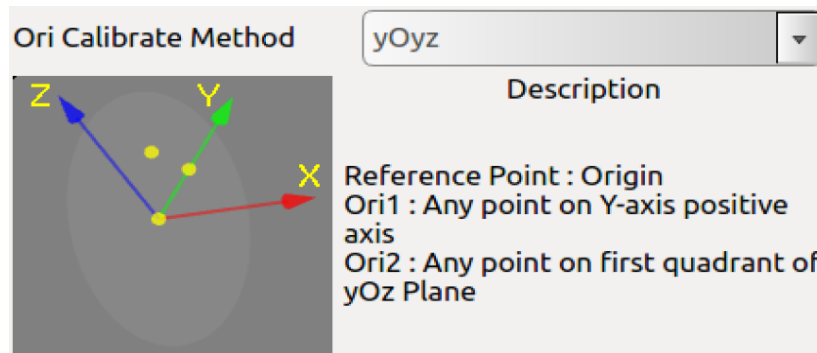 Ori Calibrate Method
yOyz
Description
Z
Y
X
Reference Point : Origin
Ori1 : Any point on Y-axis positive
axis
Ori2 : Any point on first quadrant of
yOz Plane